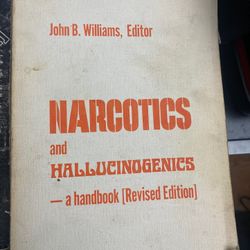 John B. Williams, Editor
NARCOTICS
and
HALLUCINOGENICS
— a handbook [Revised Edition]